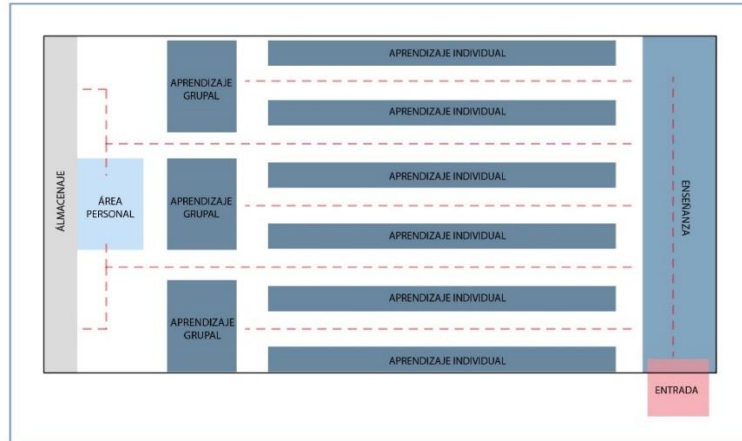 ÁLMACENAJE
ÁREA
PERSONAL
APRENDIZAJE
GRUPAL
APRENDIZAJE
GRUPAL
APRENDIZAJE
GRUPAL
APRENDIZAJE INDIVIDUAL
APRENDIZAJE INDIVIDUAL
APRENDIZAJE INDIVIDUAL
APRENDIZAJE INDIVIDUAL
APRENDIZAJE INDIVIDUAL
APRENDIZAJE INDIVIDUAL
ENSEÑANZA
ENTRADA